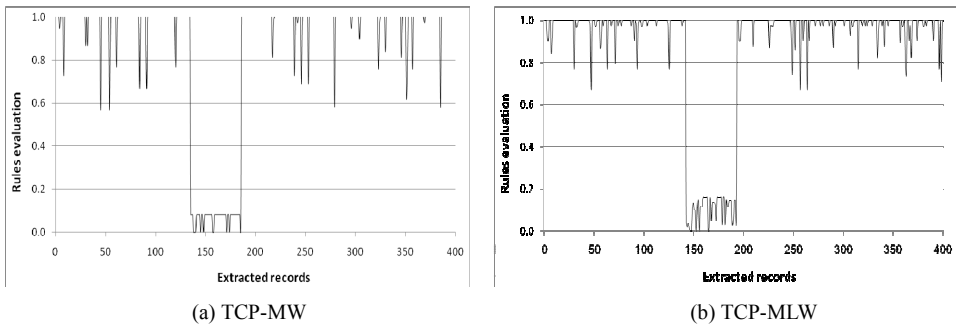 1.0
0.8
0.6
0.4
0.2
0.0
Rules evaluation
0 50 100 150 200 250 300 350 400
Extracted records
(a) TCP-MW
1.0
0.8
0.6
0.4
0.2
0.0
Rules evaluation
0 50 100 150 200 250 300 350 400
Extracted records
(b) TCP-MLW